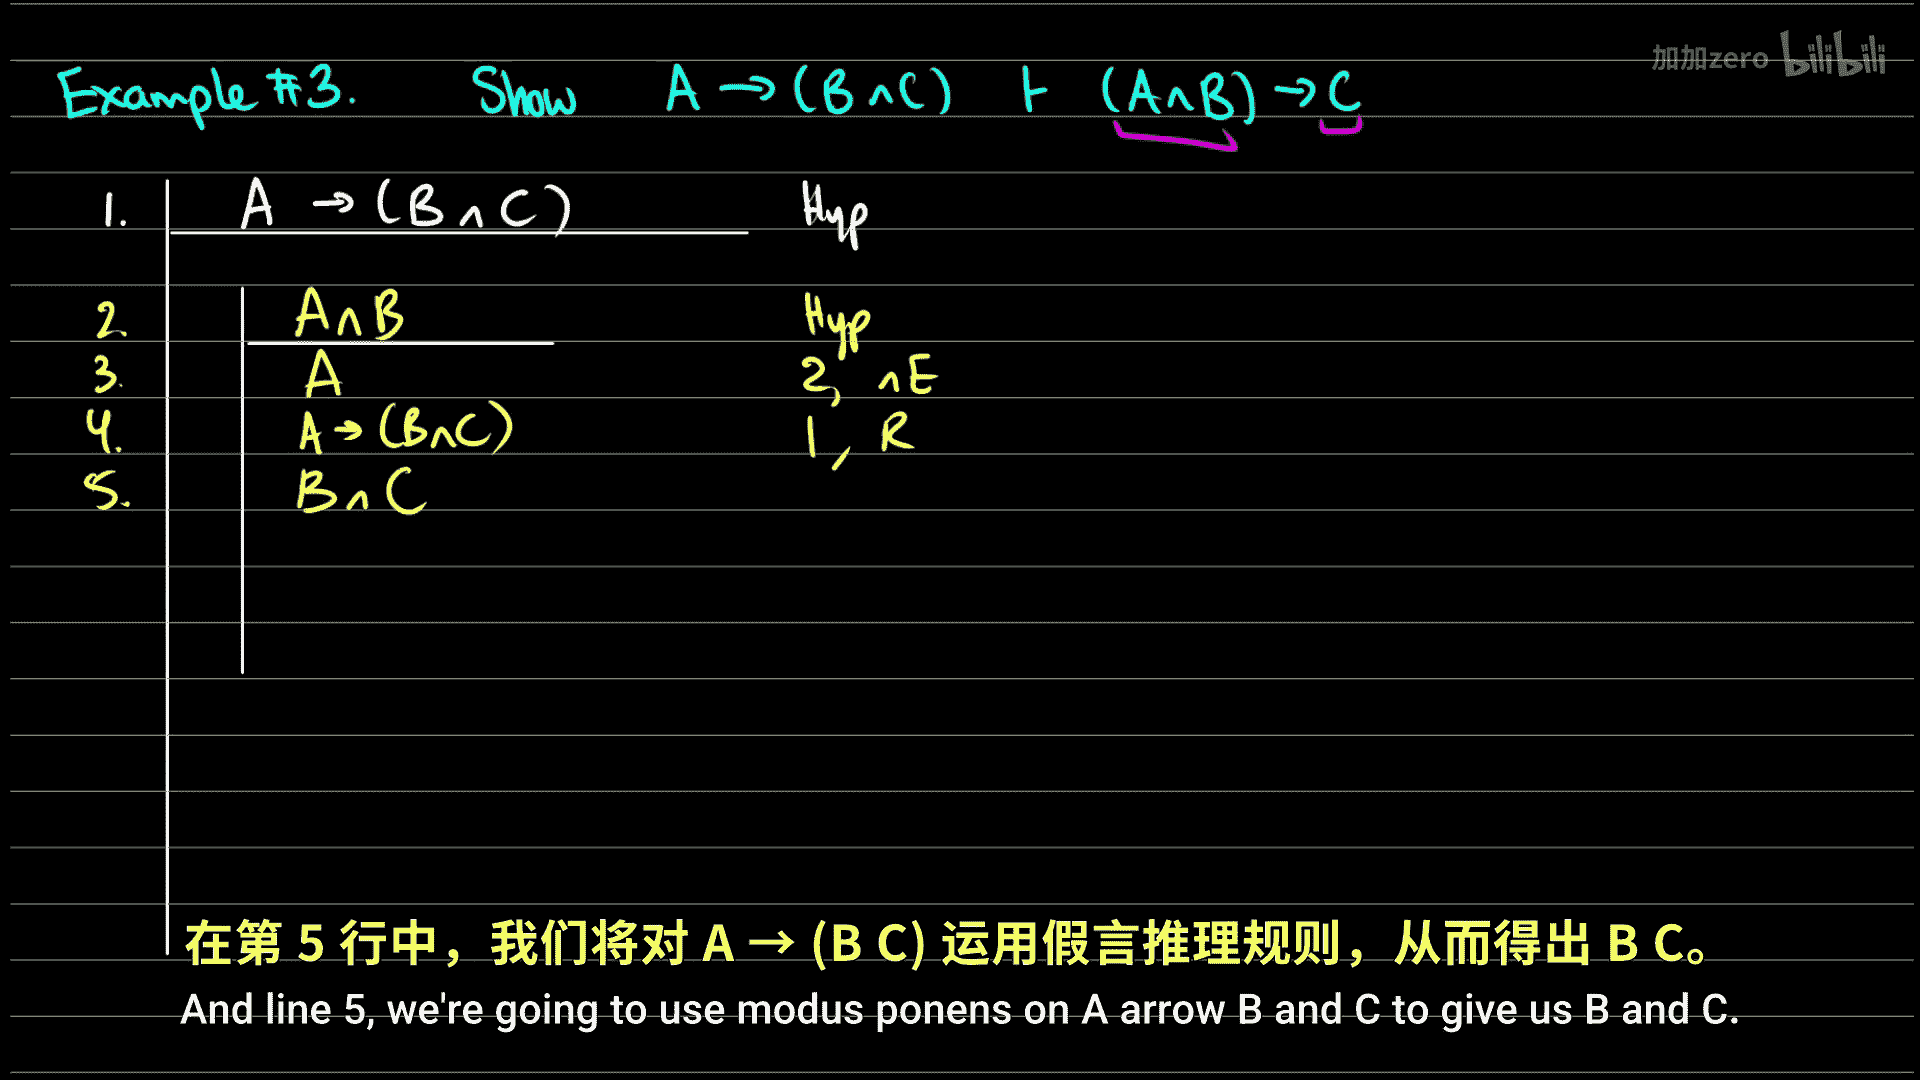 加加zero bilibili
Example #3. Show A → (B ∧ C) ⊢ (A ∧ B) → C
1. A → (B ∧ C) Hyp
2. A ∧ B Hyp
3. A 2, ∧E
4. A → (B ∧ C) 1, R
5. B ∧ C
在第 5 行中，我们将对 A → (B C) 运用假言推理规则，从而得出 B C。
And line 5, we're going to use modus ponens on A arrow B and C to give us B and C.